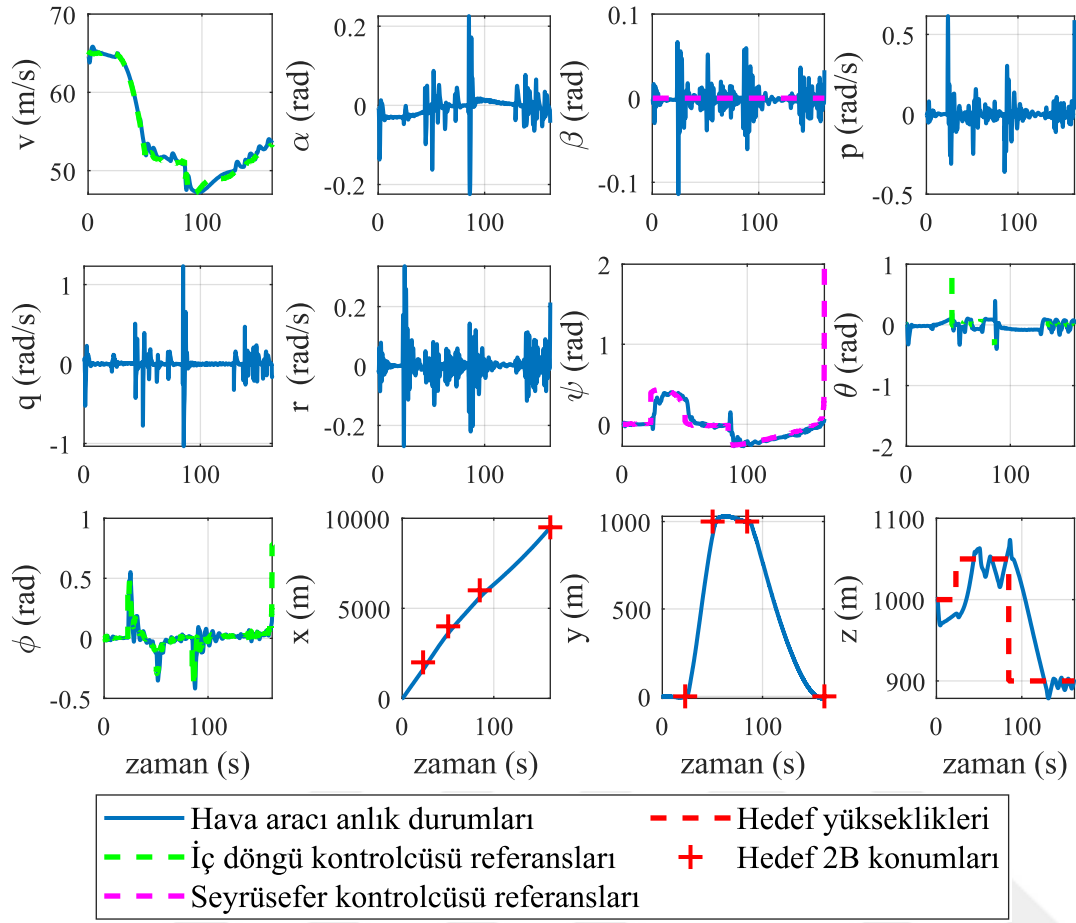 70
60
50
v (m/s)
0
100
0.2
0
-0.2
α (rad)
0
100
0.1
0
-0.1
β (rad)
0
100
0.5
0
-0.5
p (rad/s)
0
100
1
0
-1
q (rad/s)
0
100
0.2
0
-0.2
r (rad/s)
0
100
2
1
0
ψ (rad)
0
100
1
0
-1
-2
θ (rad)
0
100
1
0.5
0
-0.5
ϕ (rad)
0
100
zaman (s)
10000
5000
0
x (m)
0
100
zaman (s)
1000
500
0
y (m)
0
100
zaman (s)
1100
1000
900
z (m)
0
100
zaman (s)
Hava aracı anlık durumları
İç döngü kontrolcüsü referansları
Seyrüsefer kontrolcüsü referansları
Hedef yükseklikleri
Hedef 2B konumları